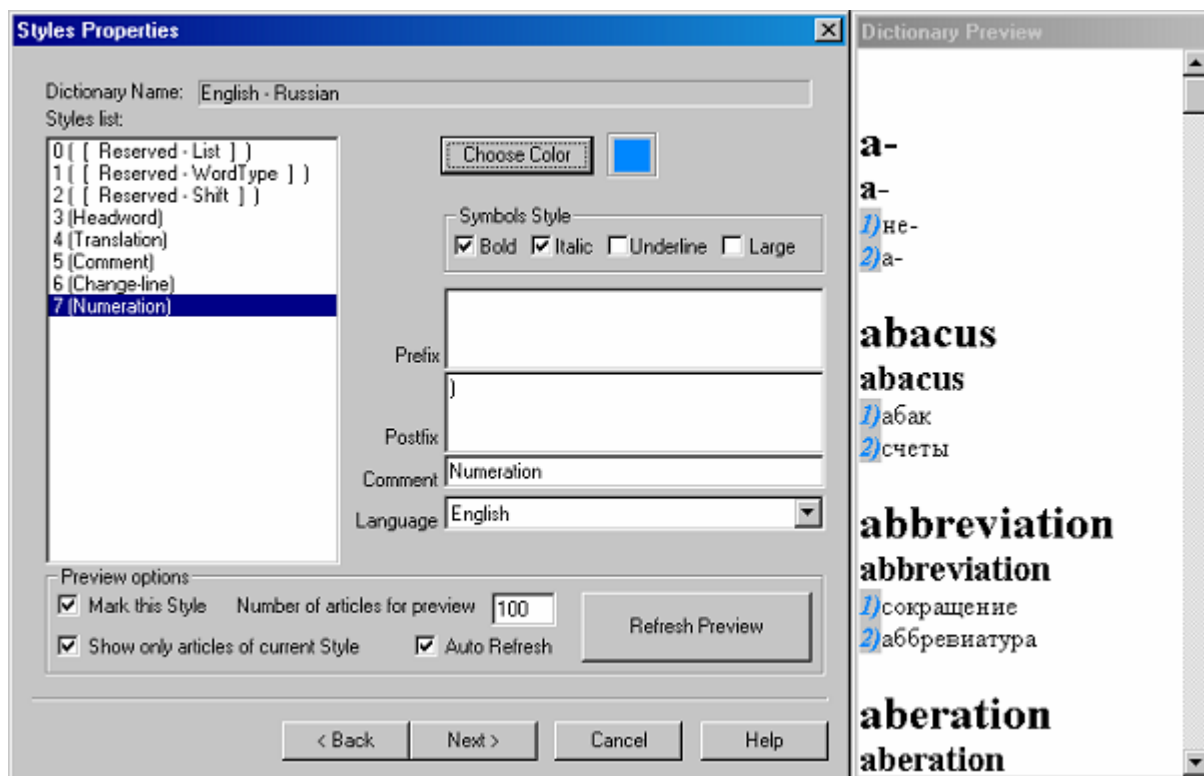 Styles Properties
Dictionary Name: English - Russian
Styles list:
0 ( [ Reserved - List ] )
1 ( [ Reserved - WordType ] )
2 ( [ Reserved - Shift ] )
3 (Headword)
4 (Translation)
5 (Comment)
6 (Change-line)
7 (Numeration)
Choose Color
Symbols Style
Bold Italic Underline Large
Prefix
)
Postfix
Comment Numeration
Language English
Preview options
Mark this Style Number of articles for preview 100
Show only articles of current Style Auto Refresh
Refresh Preview
< Back Next > Cancel Help
Dictionary Preview
a-
a-
1)не-
2)а-
abacus
abacus
1)абак
2)счеты
abbreviation
abbreviation
1)сокращение
2)аббревиатура
aberation
aberation